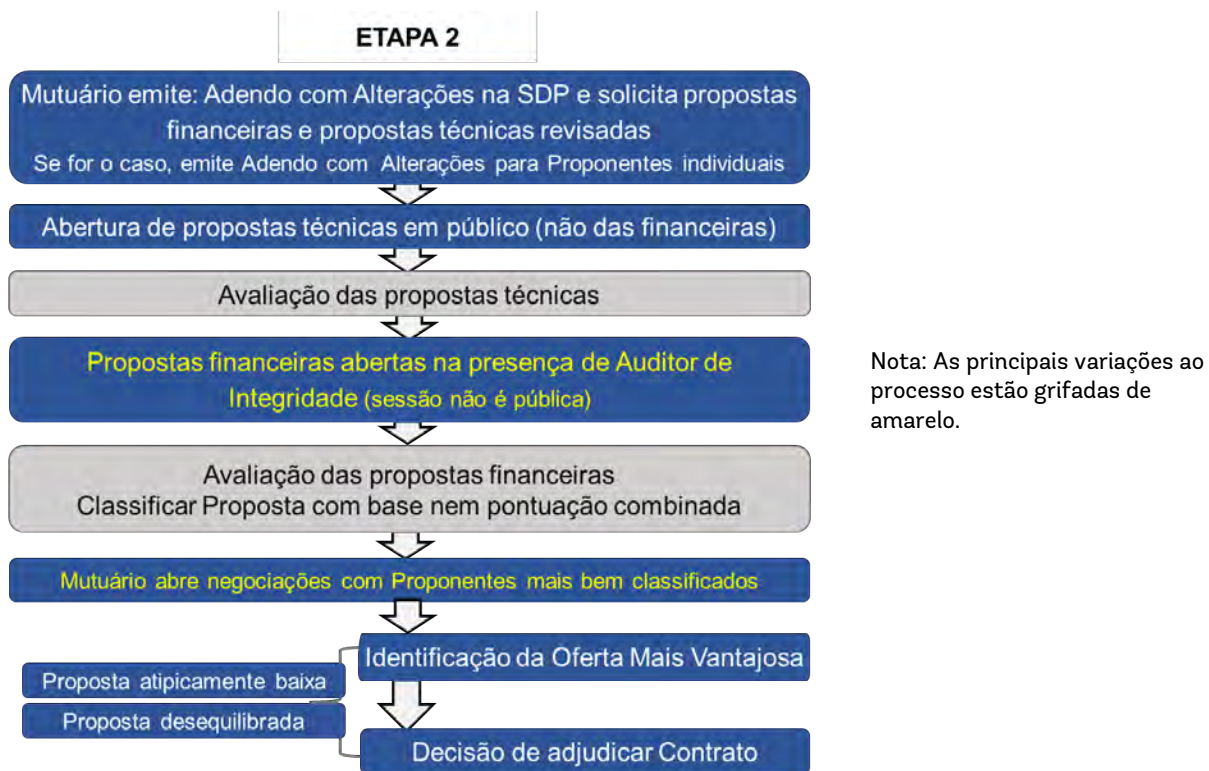 ETAPA 2
Mutuário emite: Adendo com Alterações na SDP e solicita propostas
financeiras e propostas técnicas revisadas
Se for o caso, emite Adendo com Alterações para Proponentes individuais
Abertura de propostas técnicas em público (não das financeiras)
Avaliação das propostas técnicas
Propostas financeiras abertas na presença de Auditor de
Integridade (sessão não é pública)
Nota: As principais variações ao
processo estão grifadas de
amarelo.
Avaliação das propostas financeiras
Classificar Proposta com base nem pontuação combinada
Mutuário abre negociações com Proponentes mais bem classificados
Identificação da Oferta Mais Vantajosa
Proposta atipicamente baixa
Proposta desequilibrada
Decisão de adjudicar Contrato